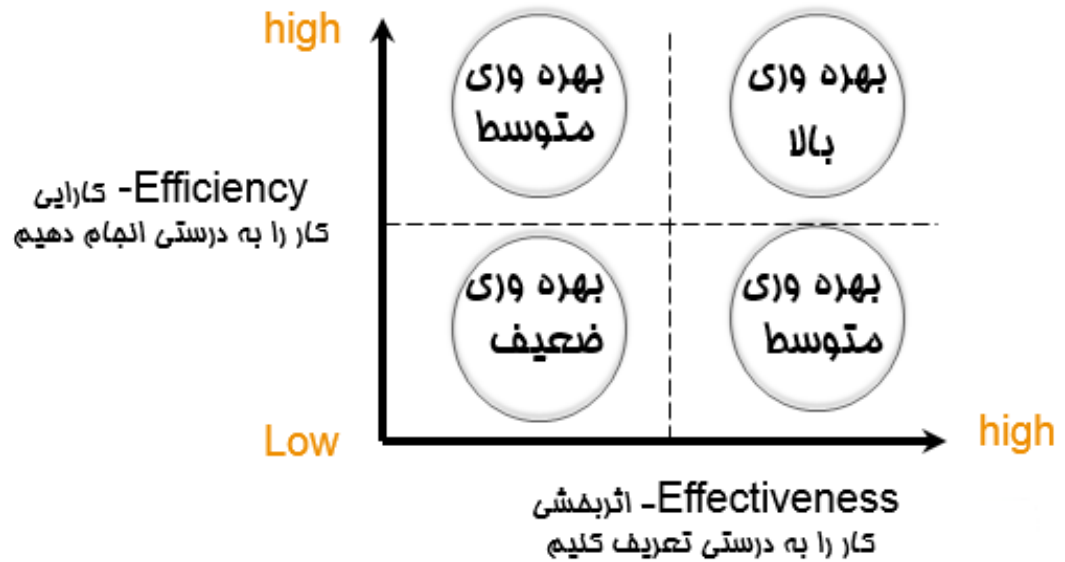 high
بهره وری
متوسط
بهره وری
بالا
Efficiency- کارایی
کار را به درستی انجام دهیم
بهره وری
ضعیف
بهره وری
متوسط
Low
high
Effectiveness- اثربخشی
کار را به درستی تعریف کنیم